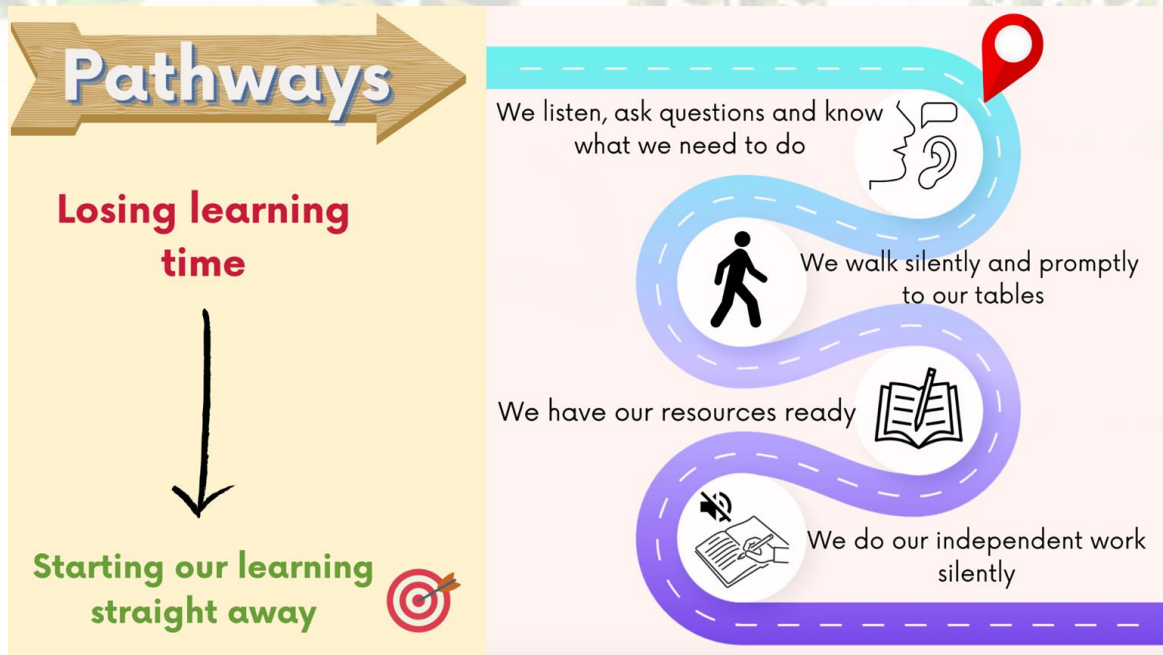 Pathways
Losing learning
time
Starting our learning
straight away
We listen, ask questions and know
what we need to do
We walk silently and promptly
to our tables
We have our resources ready
We do our independent work
silently